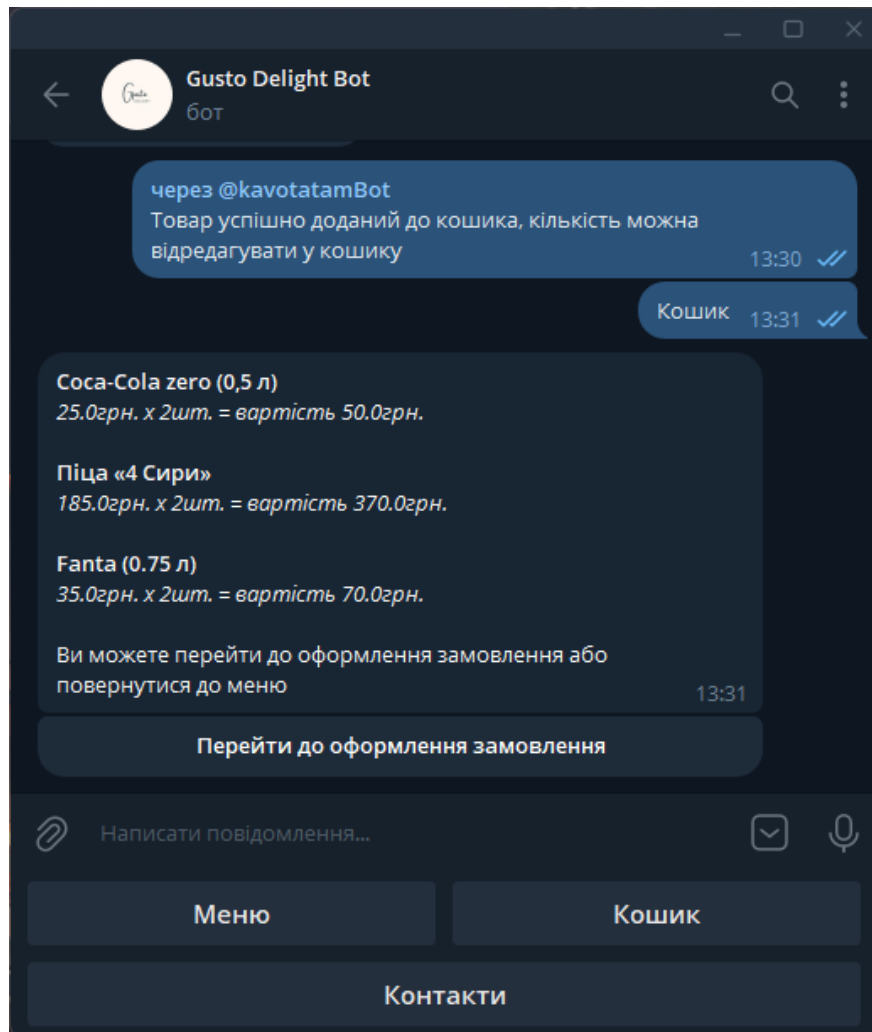 Gusto Delight Bot
бот
через @kavotatamBot
Товар успішно доданий до кошика, кількість можна
відредагувати у кошику
13:30
Кошик
13:31
Coca-Cola zero (0,5 л)
25.0грн. х 2шт. = вартість 50.0грн.
Піца «4 Сири»
185.0грн. х 2шт. = вартість 370.0грн.
Fanta (0.75 л)
35.0грн. х 2шт. = вартість 70.0грн.
Ви можете перейти до оформлення замовлення або
повернутися до меню
13:31
Перейти до оформлення замовлення
Написати повідомлення...
Меню
Кошик
Контакти